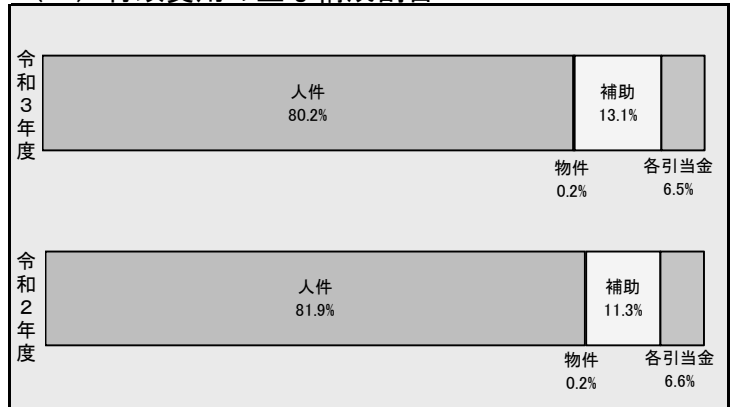 令和3年度
人件
80.2%
補助
13.1%
物件
0.2%
各引当金
6.5%
令和2年度
人件
81.9%
補助
11.3%
物件
0.2%
各引当金
6.6%